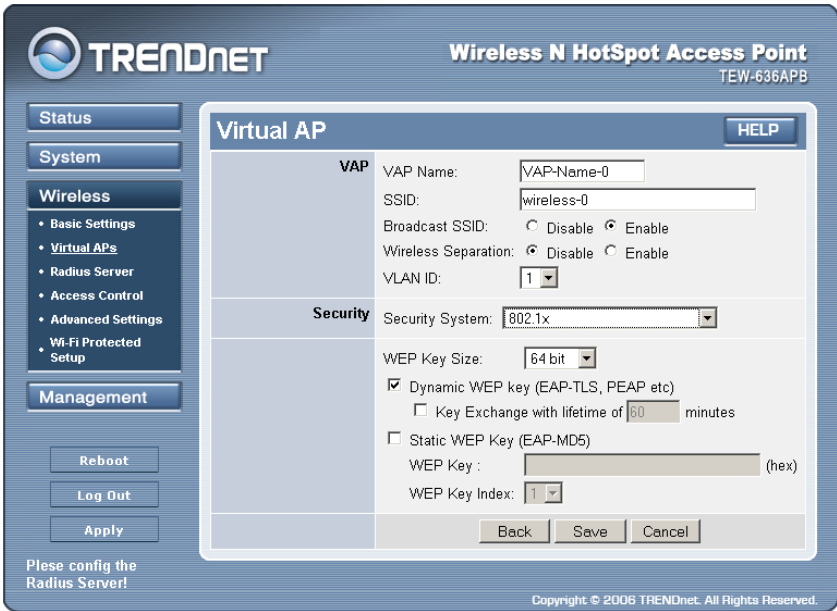 TRENDNET
Wireless N HotSpot Access Point
TEW-636APB
Status
System
Wireless
• Basic Settings
• Virtual APs
• Radius Server
• Access Control
• Advanced Settings
• Wi-Fi Protected
Setup
Management
Reboot
Log Out
Apply
Plese config the
Radius Server!
Virtual AP
HELP
VAP
VAP Name: VAP-Name-0
SSID: wireless-0
Broadcast SSID: Disable Enable
Wireless Separation: Disable Enable
VLAN ID: 1
Security
Security System: 802.1x
WEP Key Size: 64 bit
Dynamic WEP key (EAP-TLS, PEAP etc)
Key Exchange with lifetime of 60 minutes
Static WEP Key (EAP-MD5)
WEP Key : (hex)
WEP Key Index: 1
Back Save Cancel
Copyright © 2006 TRENDnet. All Rights Reserved.